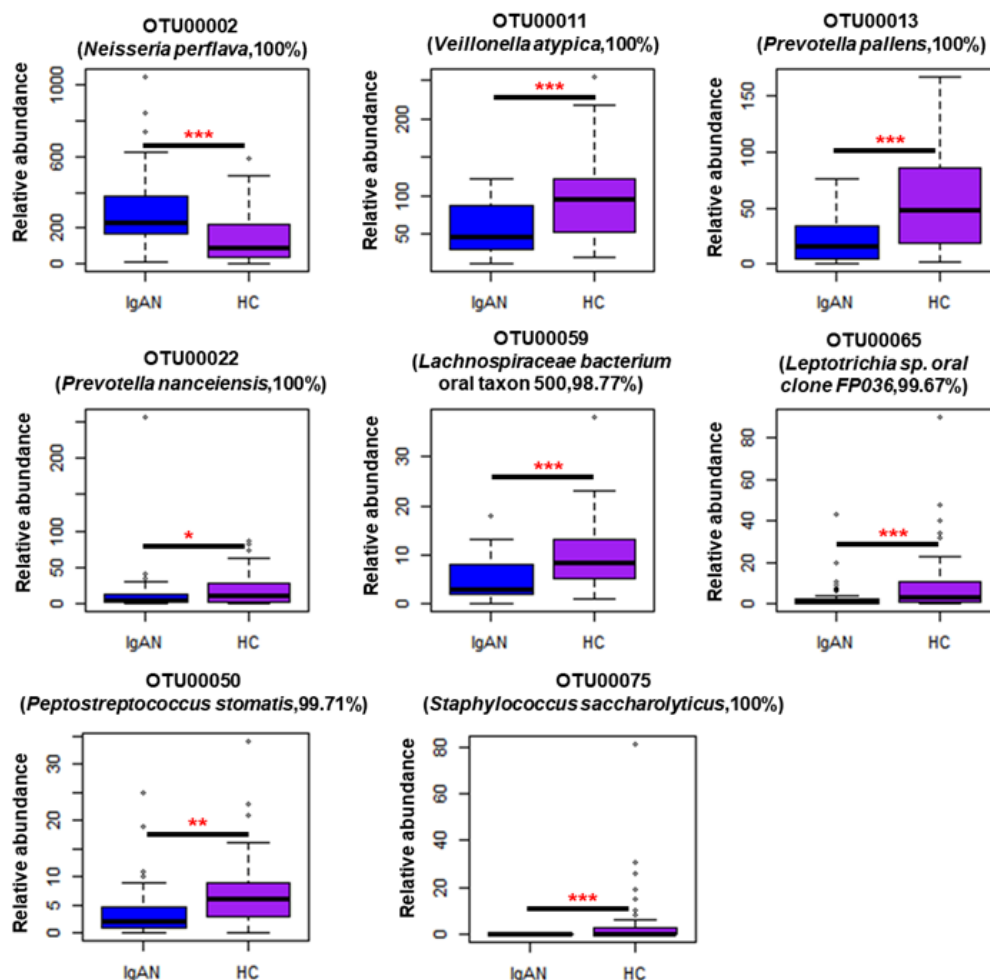 OTU00002
(Neisseria perflava,100%)
Relative abundance
1000
600
200
0
***
IgAN HC
OTU00011
(Veillonella atypica,100%)
Relative abundance
200
100
50
***
IgAN HC
OTU00013
(Prevotella pallens,100%)
Relative abundance
150
100
50
0
***
IgAN HC
OTU00022
(Prevotella nanceiensis,100%)
Relative abundance
200
100
50
0
*
IgAN HC
OTU00059
(Lachnospiraceae bacterium
oral taxon 500,98.77%)
Relative abundance
30
20
10
0
***
IgAN HC
OTU00065
(Leptotrichia sp. oral
clone FP036,99.67%)
Relative abundance
80
60
40
20
0
***
IgAN HC
OTU00050
(Peptostreptococcus stomatis,99.71%)
Relative abundance
30
20
10
5
0
**
IgAN HC
OTU00075
(Staphylococcus saccharolyticus,100%)
Relative abundance
80
60
40
20
0
***
IgAN HC